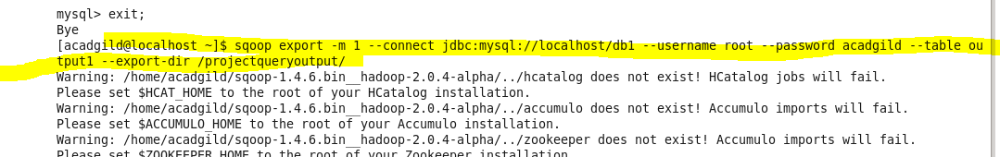 mysql> exit;
Bye
[acadgild@localhost ~]$ sqoop export -m 1 --connect jdbc:mysql://localhost/db1 --username root --password acadgild --table ou
tput1 --export-dir /projectqueryoutput/
Warning: /home/acadgild/sqoop-1.4.6.bin__hadoop-2.0.4-alpha/../hcatalog does not exist! HCatalog jobs will fail.
Please set $HCAT_HOME to the root of your HCatalog installation.
Warning: /home/acadgild/sqoop-1.4.6.bin__hadoop-2.0.4-alpha/../accumulo does not exist! Accumulo imports will fail.
Please set $ACCUMULO_HOME to the root of your Accumulo installation.
Warning: /home/acadgild/sqoop-1.4.6.bin__hadoop-2.0.4-alpha/../zookeeper does not exist! Accumulo imports will fail.
Please set $ZOOKEEPER_HOME to the root of your Zookeeper installation.